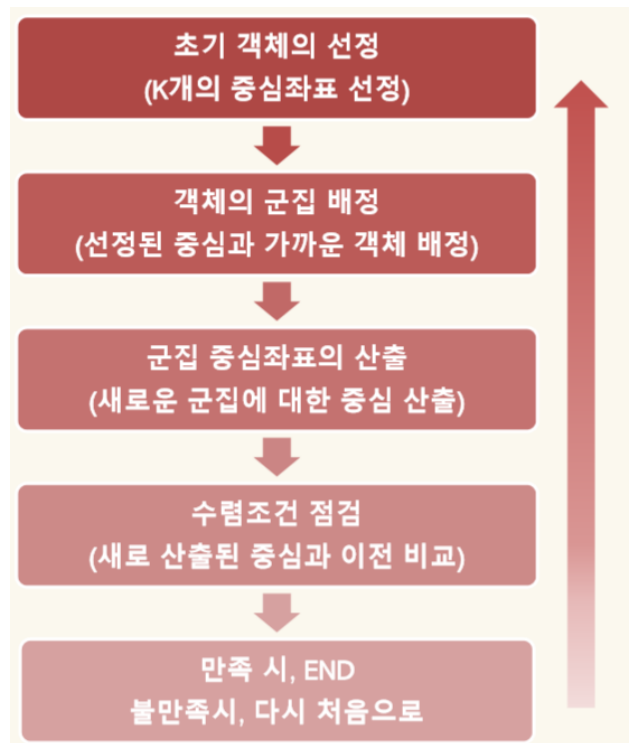 초기 객체의 선정
(K개의 중심좌표 선정)
객체의 군집 배정
(선정된 중심과 가까운 객체 배정)
군집 중심좌표의 산출
(새로운 군집에 대한 중심 산출)
수렴조건 점검
(새로 산출된 중심과 이전 비교)
만족 시, END
불만족시, 다시 처음으로